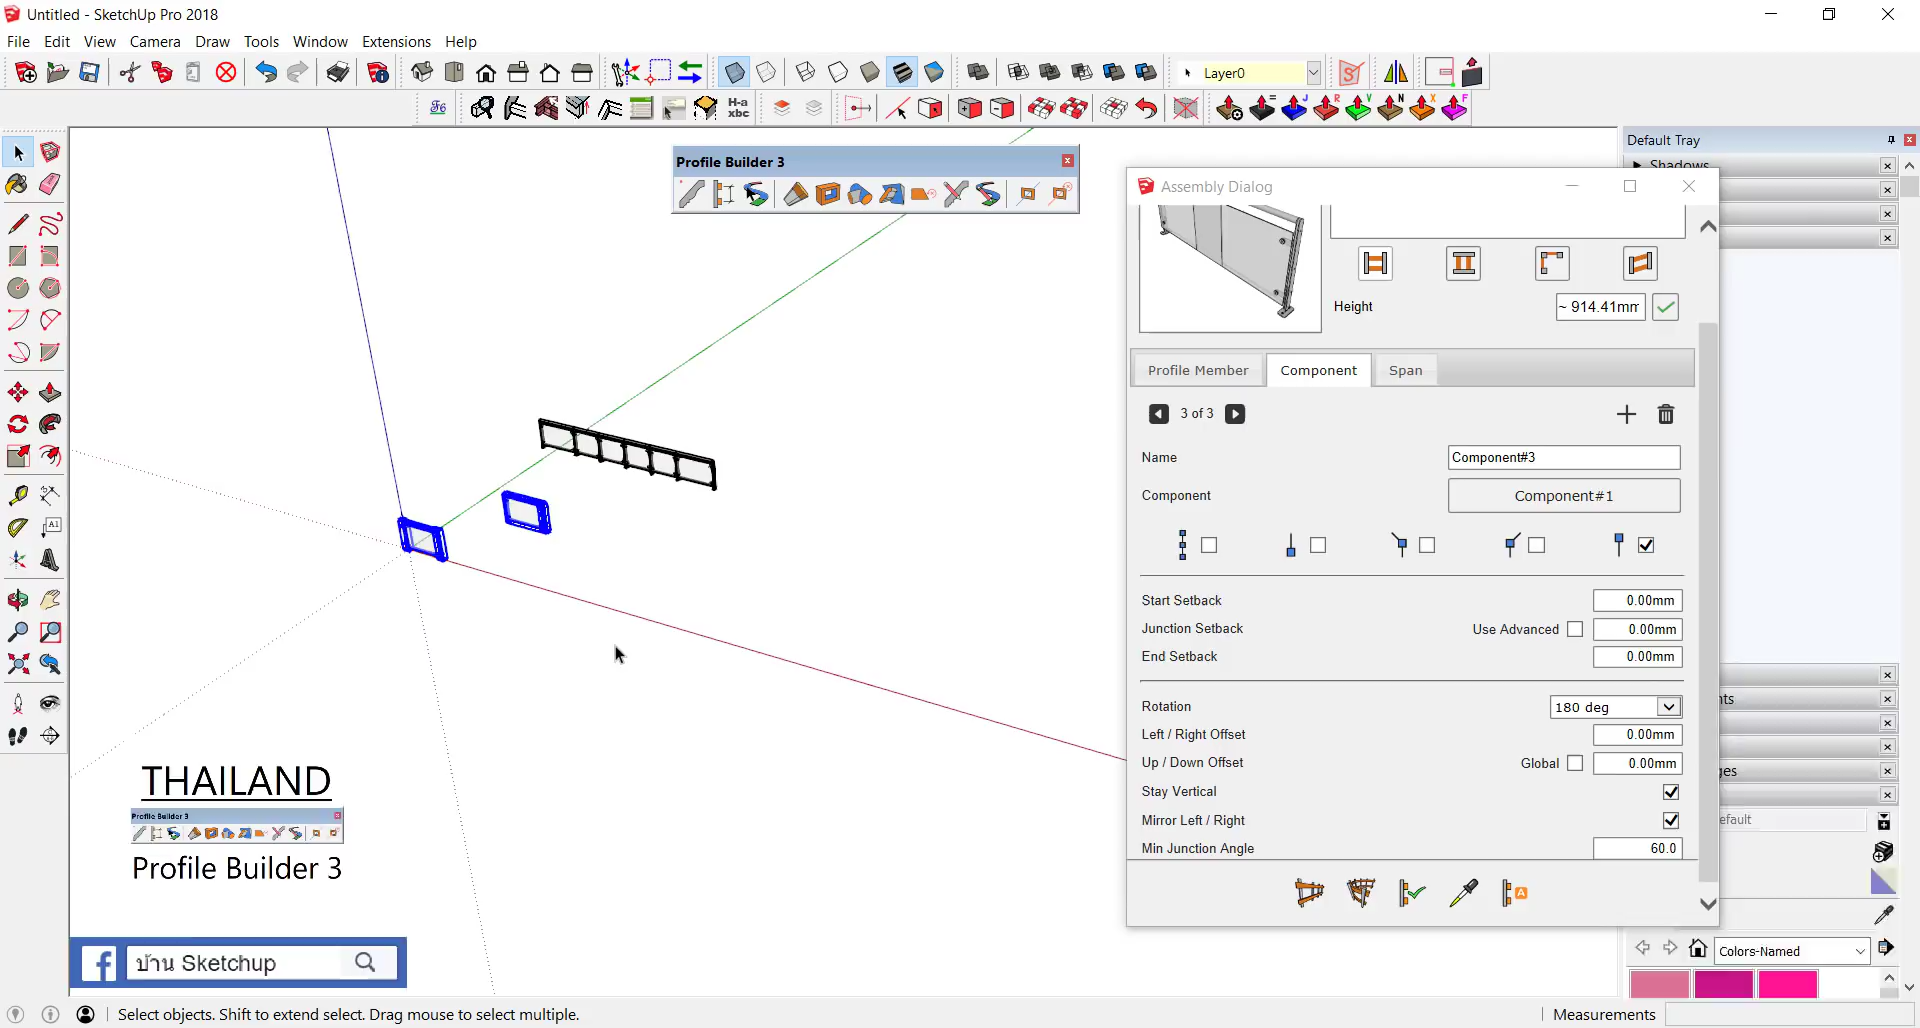 Untitled - SketchUp Pro 2018
File Edit View Camera Draw Tools Window Extensions Help
Layer0
H-a
xbc
= J R V N X F
Default Tray
Profile Builder 3
Shadows
Assembly Dialog
Height ~ 914.41mm
Profile Member Component Span
3 of 3
Name Component#3
Component Component#1
Start Setback 0.00mm
Junction Setback Use Advanced 0.00mm
End Setback 0.00mm
Rotation 180 deg
Left / Right Offset 0.00mm
Up / Down Offset Global 0.00mm
Stay Vertical
Mirror Left / Right
Min Junction Angle 60.0
A1
THAILAND
Profile Builder 3
Profile Builder 3
บ้าน Sketchup
Colors-Named
Select objects. Shift to extend select. Drag mouse to select multiple.
Measurements